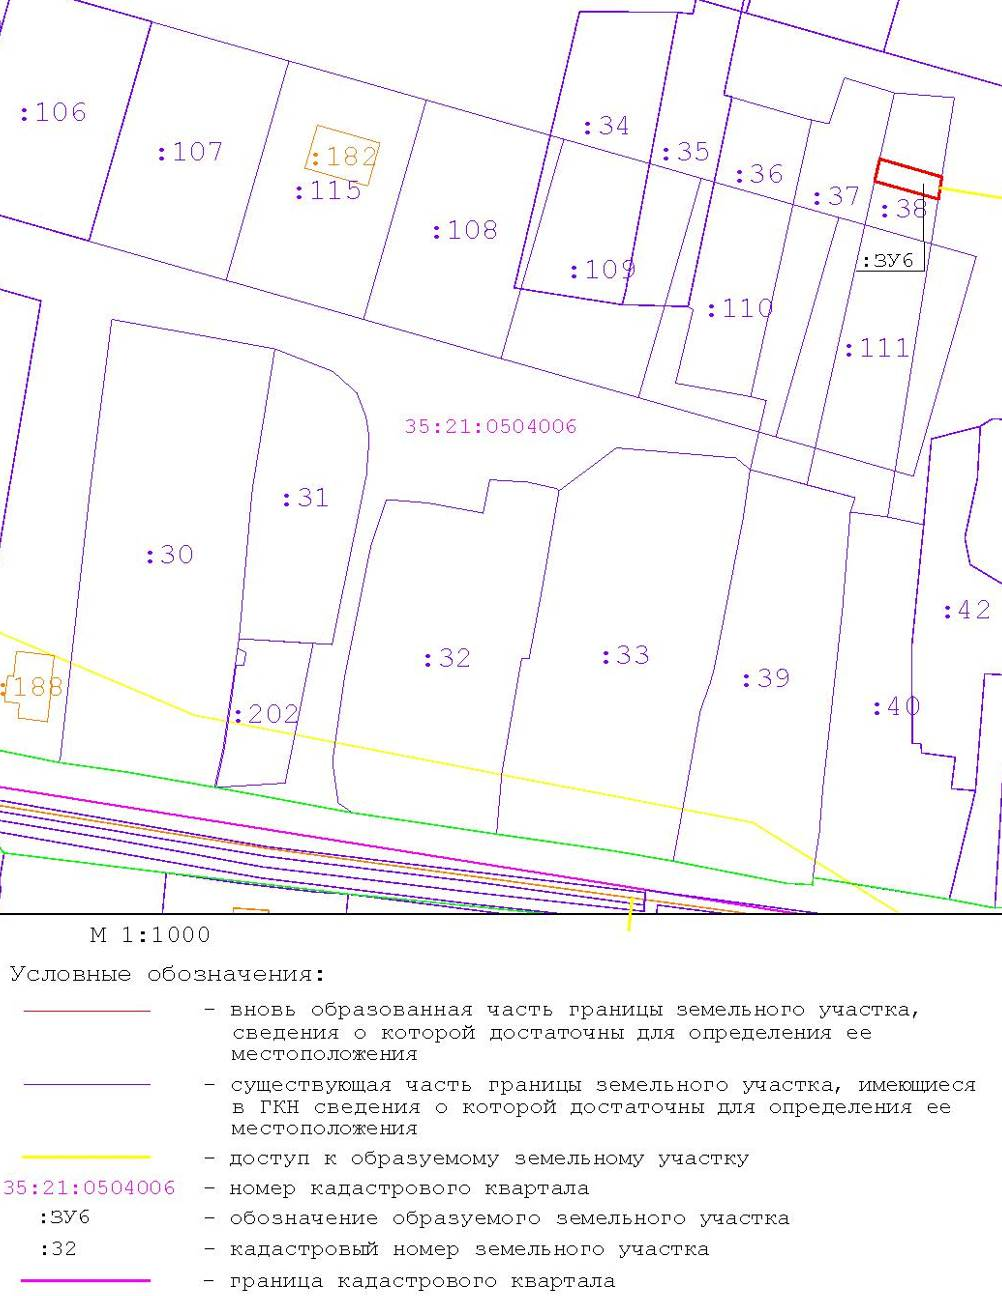 :34
:106
:107
:182
:35
:36
:115
:37
:38
:108
:ЗУ6
:109
:110
:111
35:21:0504006
:31
:30
:42
:32
:33
:39
:188
:40
:202
М 1:1000
Условные обозначения:
- вновь образованная часть границы земельного участка,
сведения о которой достаточны для определения ее
местоположения
- существующая часть границы земельного участка, имеющиеся
в ГКН сведения о которой достаточны для определения ее
местоположения
- доступ к образуемому земельному участку
35:21:0504006 - номер кадастрового квартала
:ЗУ6 - обозначение образуемого земельного участка
:32 - кадастровый номер земельного участка
- граница кадастрового квартала